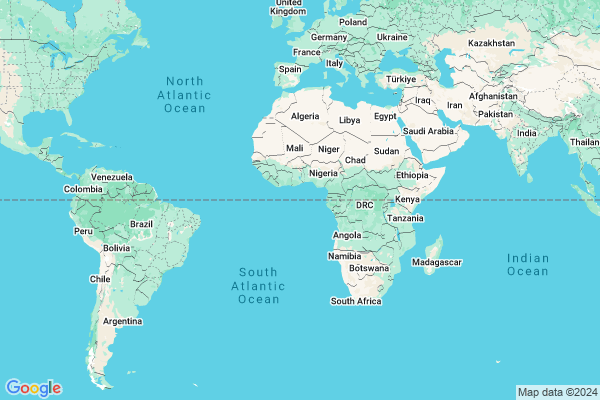 United
Kingdom
Poland
Germany
Ukraine
Kazakhstan
France
Italy
Spain
Türkiye
North
Atlantic
Ocean
Afghanistan
Iraq
Iran
Pakistan
Algeria
Libya
Egypt
Saudi Arabia
India
Thailand
Mali
Niger
Chad
Sudan
Venezuela
Nigeria
Ethiopia
Colombia
DRC
Kenya
Tanzania
Peru
Brazil
Angola
Bolivia
Namibia
Botswana
Madagascar
Indian
Ocean
Chile
South
Atlantic
Ocean
South Africa
Argentina
Google
Map data ©2024